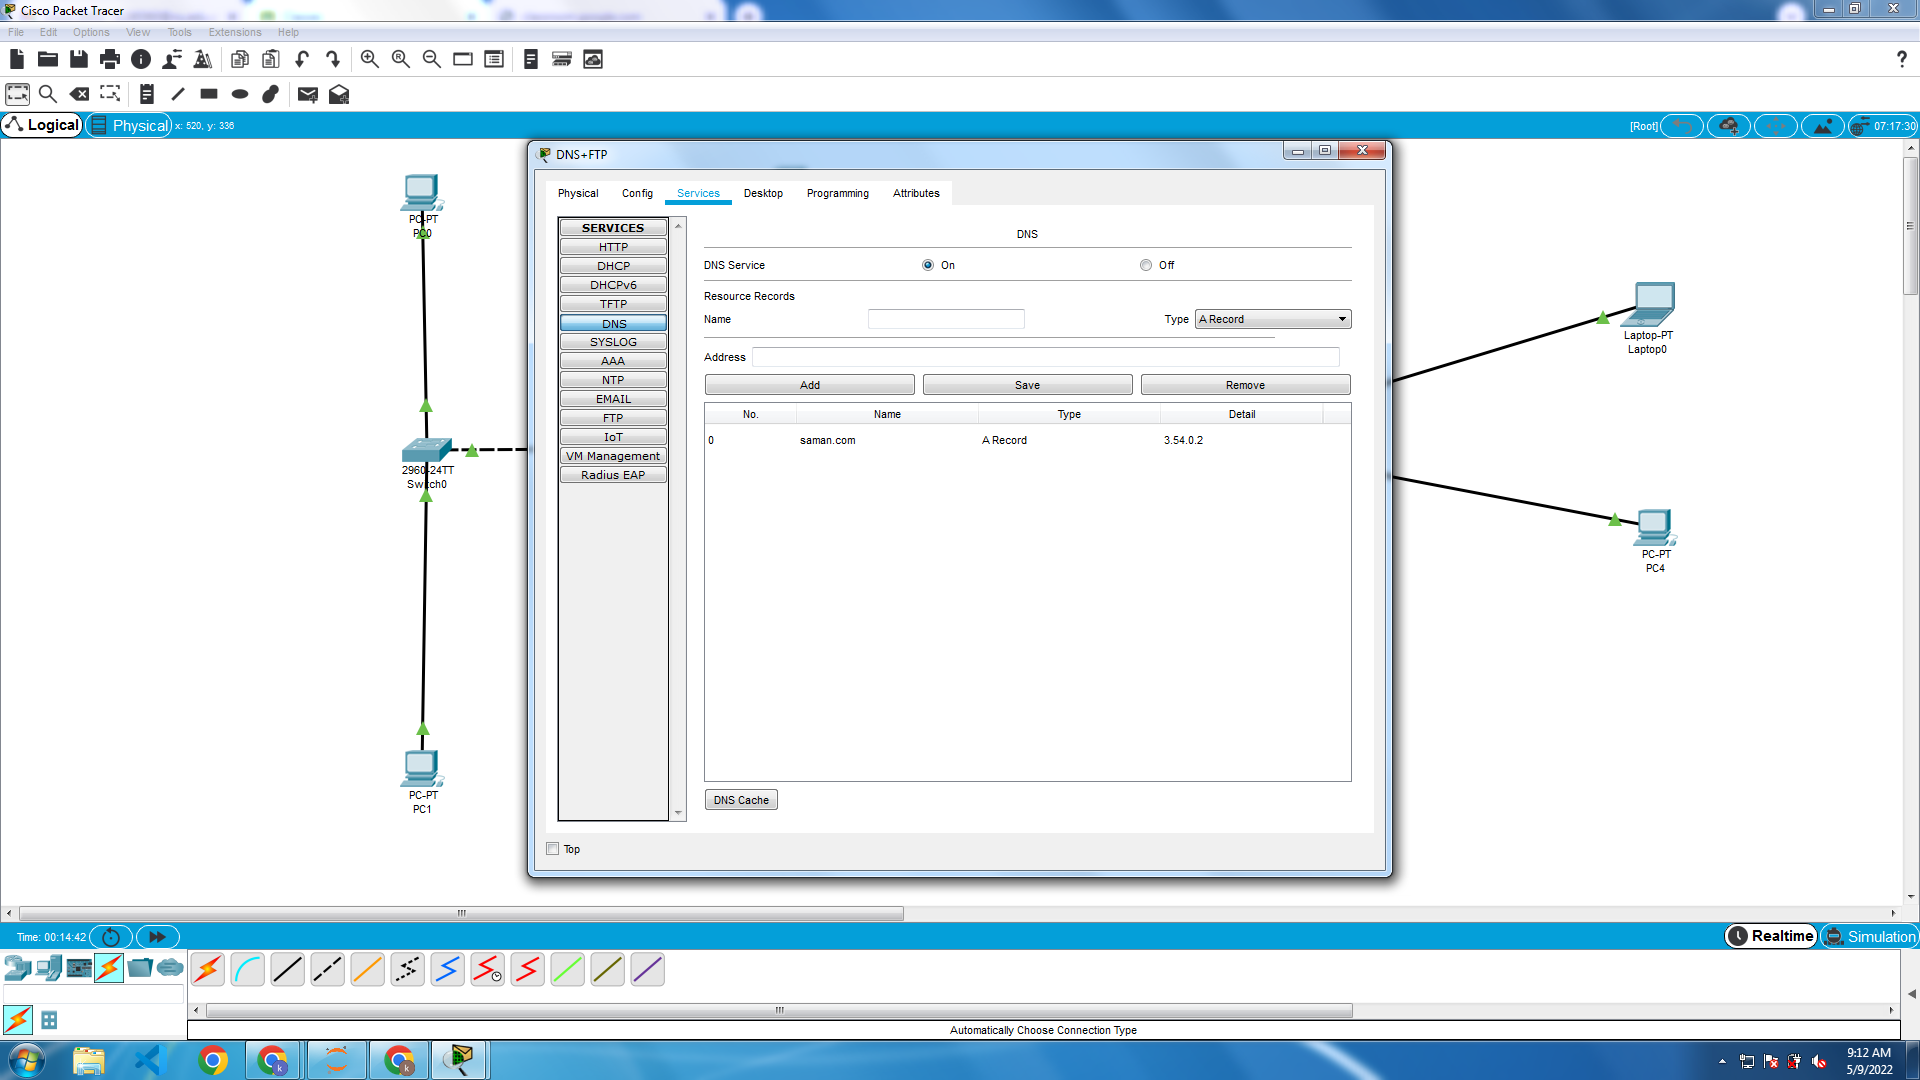 Cisco Packet Tracer
File Edit Options View Tools Extensions Help
Logical Physical x: 520, y: 336 [Root] 07:17:30
DNS+FTP
Physical Config Services Desktop Programming Attributes
SERVICES
HTTP
DHCP
DHCPv6
TFTP
DNS
SYSLOG
AAA
NTP
EMAIL
FTP
IoT
VM Management
Radius EAP
DNS
DNS Service On Off
Resource Records
Name Type A Record
Address
Add Save Remove
No. Name Type Detail
0 saman.com A Record 3.54.0.2
DNS Cache
Top
PC-PT
PC0
2960-24TT
Switch0
PC-PT
PC1
Laptop-PT
Laptop0
PC-PT
PC4
Time: 00:14:42 Realtime Simulation
Automatically Choose Connection Type
9:12 AM
5/9/2022